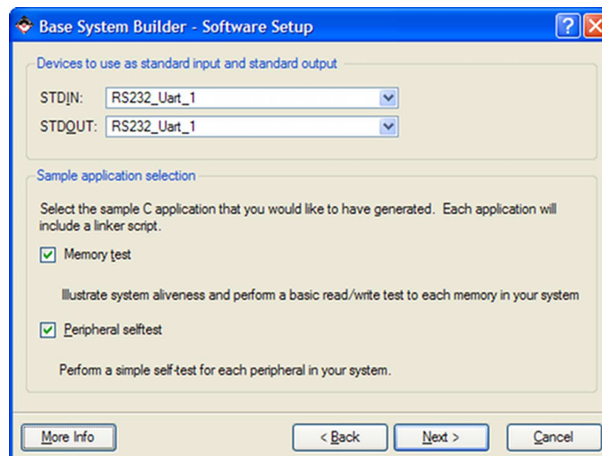 Base System Builder - Software Setup
Devices to use as standard input and standard output
STDIN: RS232_Uart_1
STDOUT: RS232_Uart_1
Sample application selection
Select the sample C application that you would like to have generated. Each application will
include a linker script.
Memory test
Illustrate system aliveness and perform a basic read/write test to each memory in your system
Peripheral selftest
Perform a simple self-test for each peripheral in your system.
More Info < Back Next > Cancel